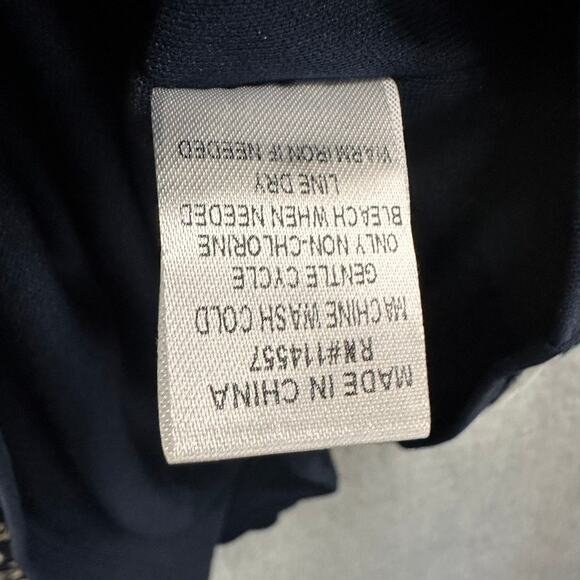 MADE IN CHINA
RN#114557
MACHINE WASH COLD
GENTLE CYCLE
ONLY NON-CHLORINE
BLEACH WHEN NEEDED
LINE DRY
WARM IRON IF NEEDED